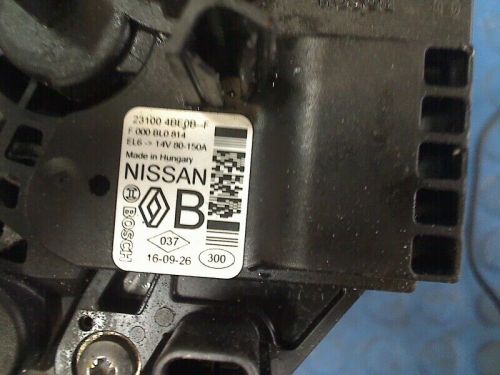 23100 4BE0B--F
F 000 BL0 814
EL6 -> 14V 80-150A
Made in Hungary
NISSAN
BOSCH
B
037
16-09-26
300